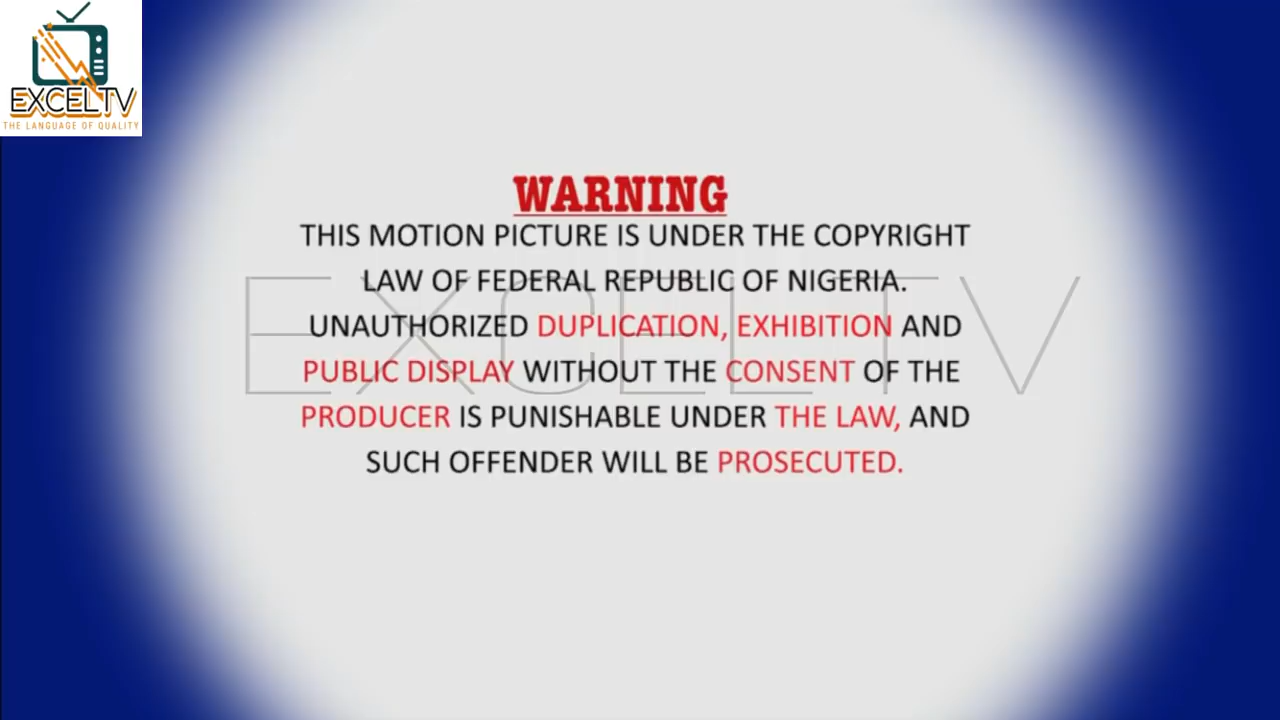 EXCELTV
THE LANGUAGE OF QUALITY
WARNING
THIS MOTION PICTURE IS UNDER THE COPYRIGHT
LAW OF FEDERAL REPUBLIC OF NIGERIA.
UNAUTHORIZED DUPLICATION, EXHIBITION AND
PUBLIC DISPLAY WITHOUT THE CONSENT OF THE
PRODUCER IS PUNISHABLE UNDER THE LAW, AND
SUCH OFFENDER WILL BE PROSECUTED.
EXCEL TV